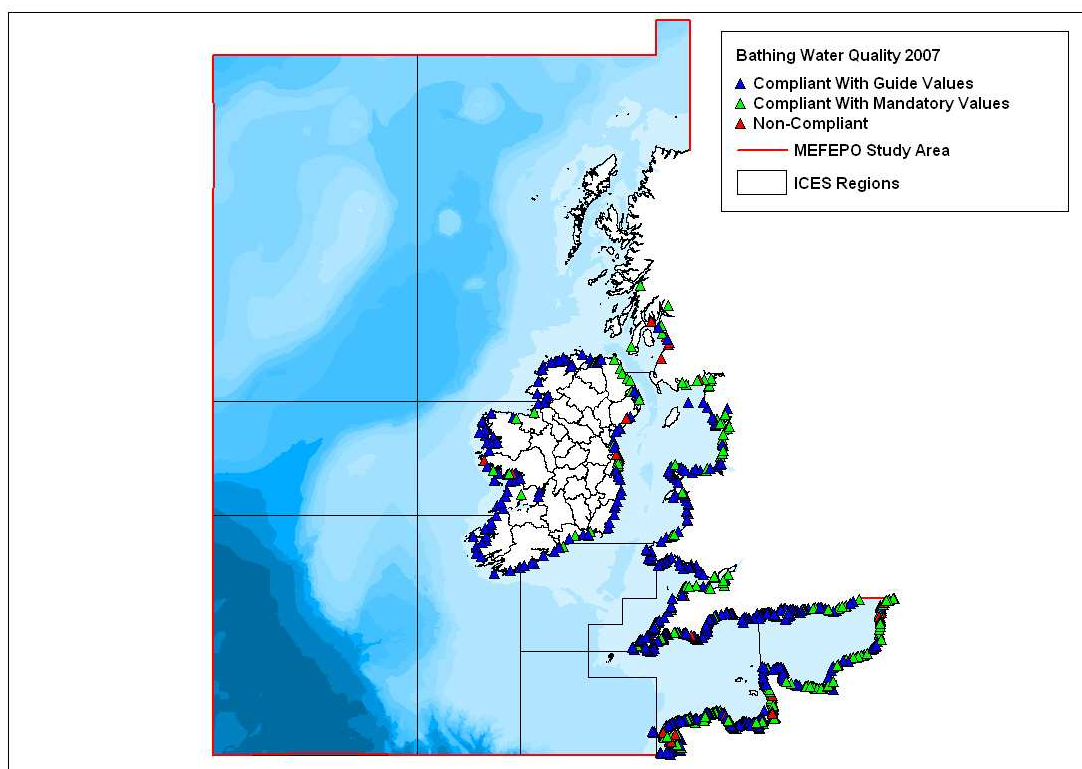 Bathing Water Quality 2007
Compliant With Guide Values
Compliant With Mandatory Values
Non-Compliant
MEFEPO Study Area
ICES Regions